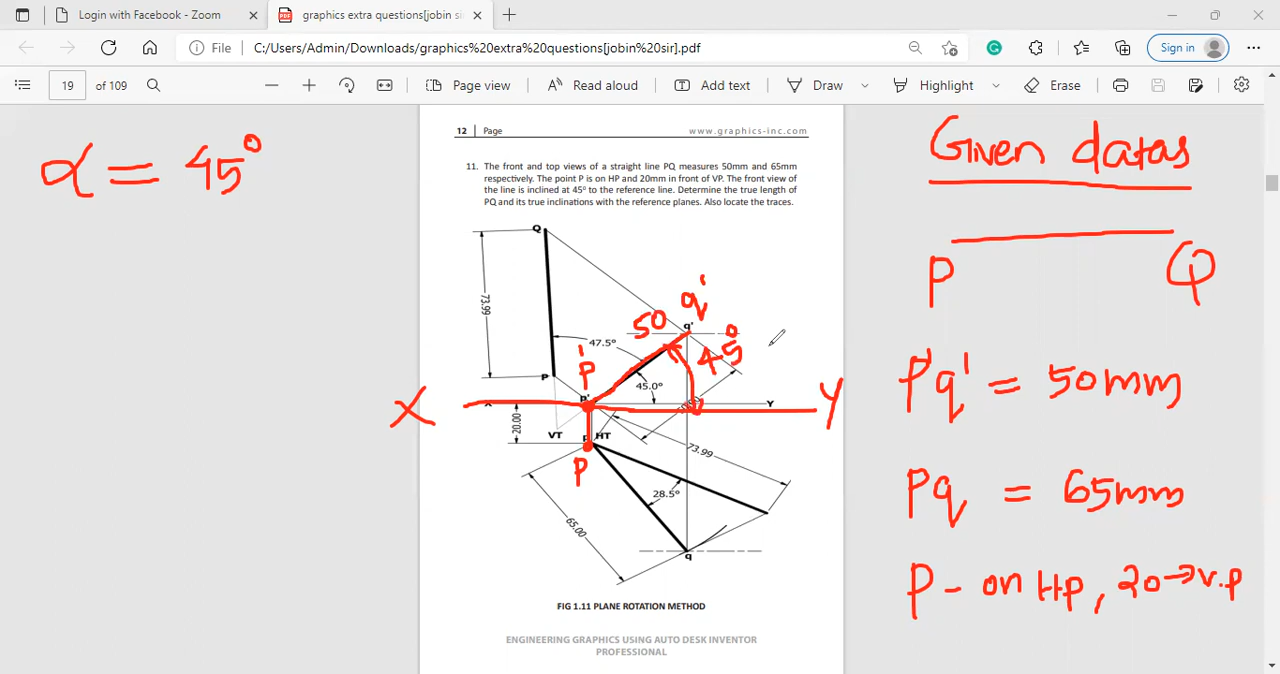 Login with Facebook - Zoom
graphics extra questions[jobin si
File
C:/Users/Admin/Downloads/graphics%20extra%20questions[jobin%20sir].pdf
Sign in
19 of 109
Page view
Read aloud
Add text
Draw
Highlight
Erase
12 | Page
www.graphics-inc.com
11. The front and top views of a straight line PQ measures 50mm and 65mm
respectively. The point P is on HP and 20mm in front of VP. The front view of
the line is inclined at 45° to the reference line. Determine the true length of
PQ and its true inclinations with the reference planes. Also locate the traces.
α = 45°
Given datas
P Q
p'q' = 50mm
pq = 65mm
P - on HP, 20→V.P
Q
73.99
47.5°
50
q'
q'
45°
P
p'
45.0°
X
X
Y
Y
20.00
VT
HT
p
73.99
28.5°
65.00
q
FIG 1.11 PLANE ROTATION METHOD
ENGINEERING GRAPHICS USING AUTO DESK INVENTOR
PROFESSIONAL